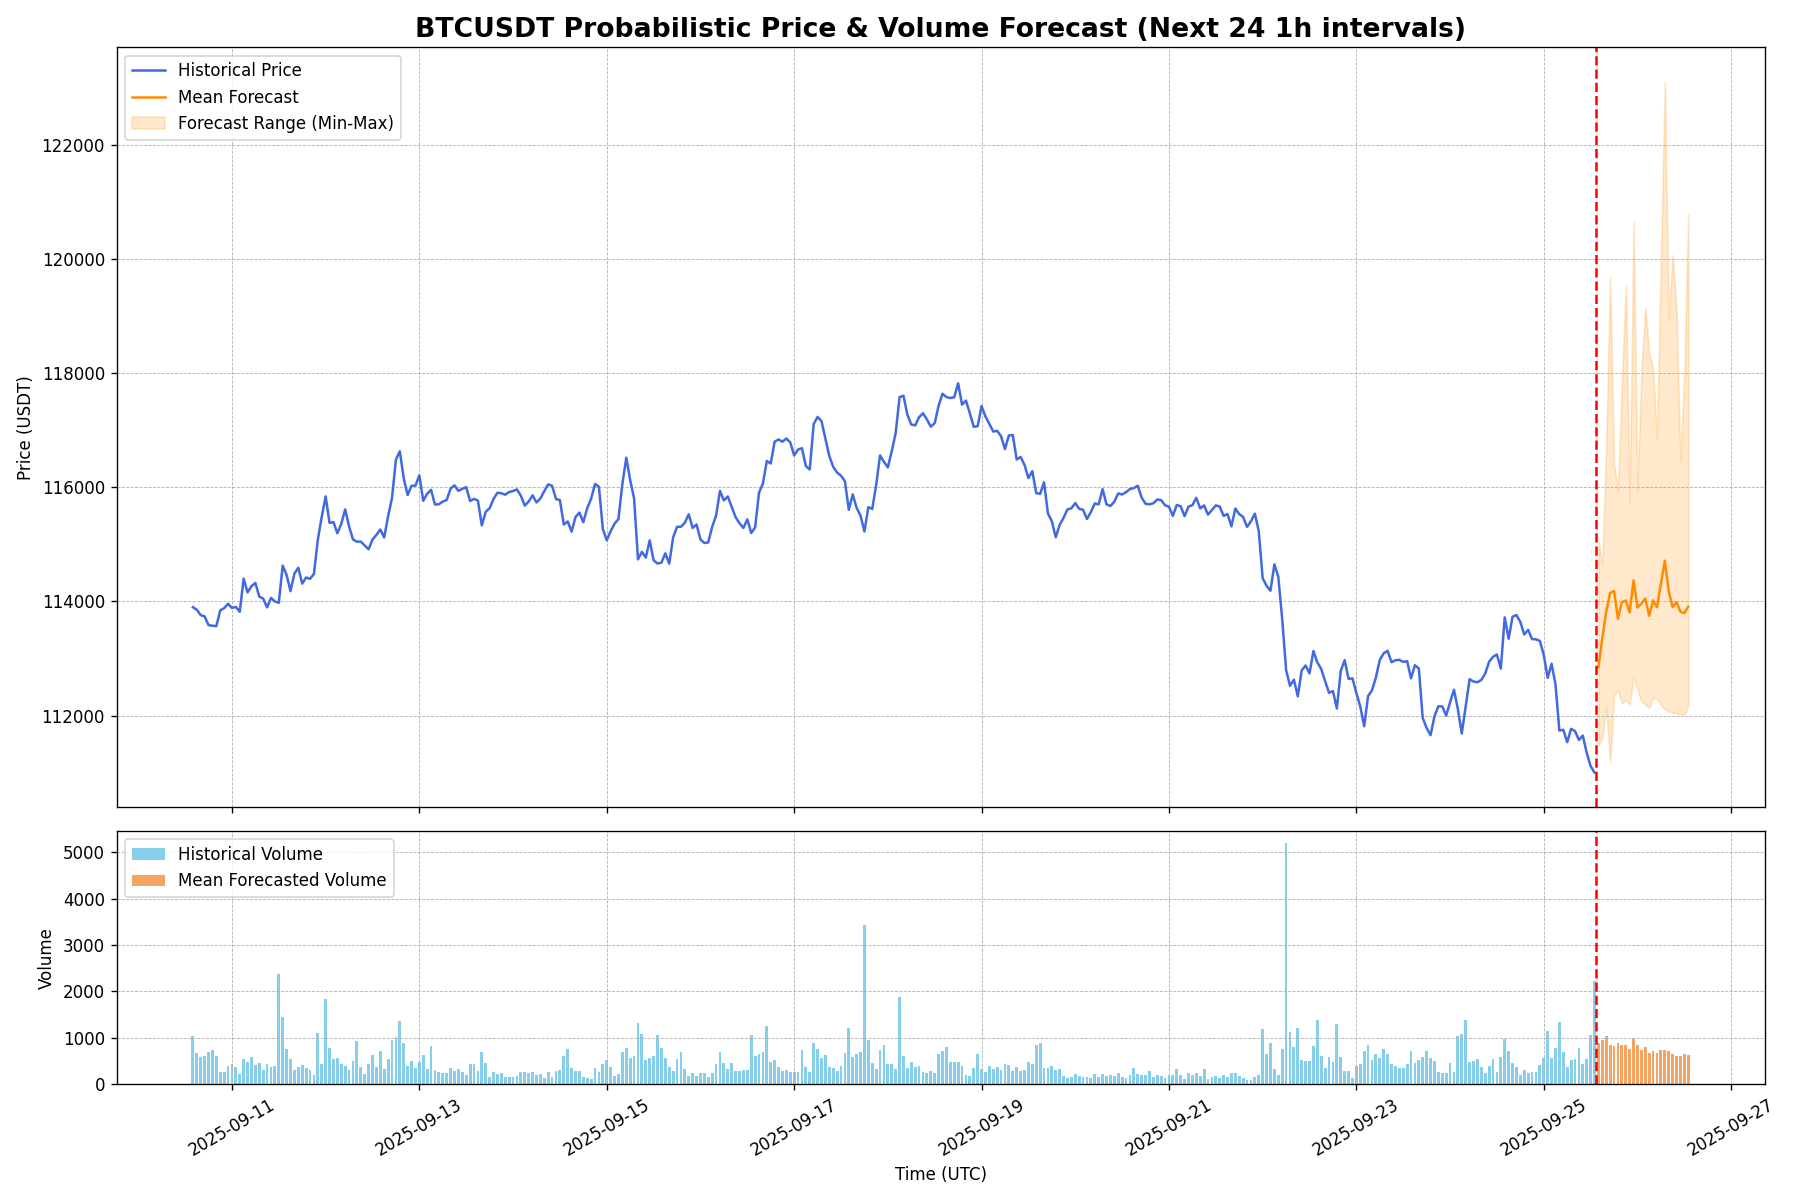 BTCUSDT Probabilistic Price & Volume Forecast (Next 24 1h intervals)
Historical Price
Mean Forecast
Forecast Range (Min-Max)
122000
120000
118000
116000
114000
112000
Price (USDT)
Historical Volume
Mean Forecasted Volume
5000
4000
3000
2000
1000
0
Volume
2025-09-11
2025-09-13
2025-09-15
2025-09-17
2025-09-19
2025-09-21
2025-09-23
2025-09-25
2025-09-27
Time (UTC)